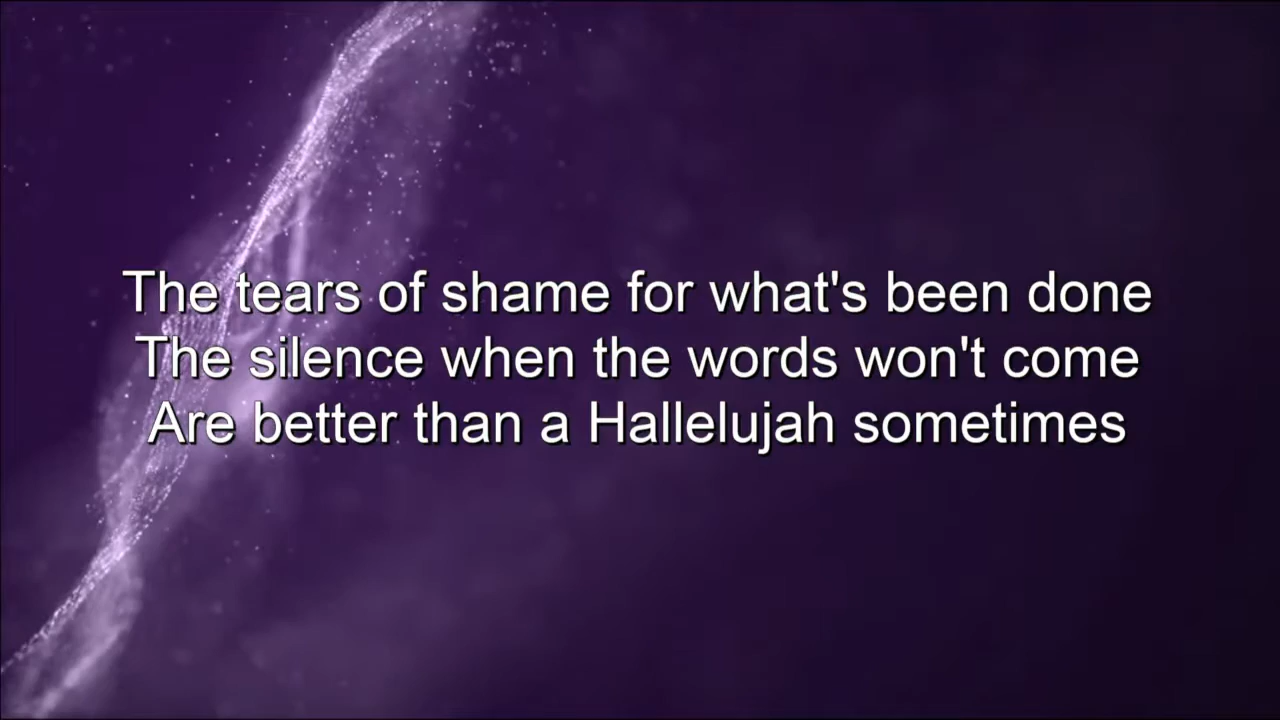 The tears of shame for what's been done
The silence when the words won't come
Are better than a Hallelujah sometimes